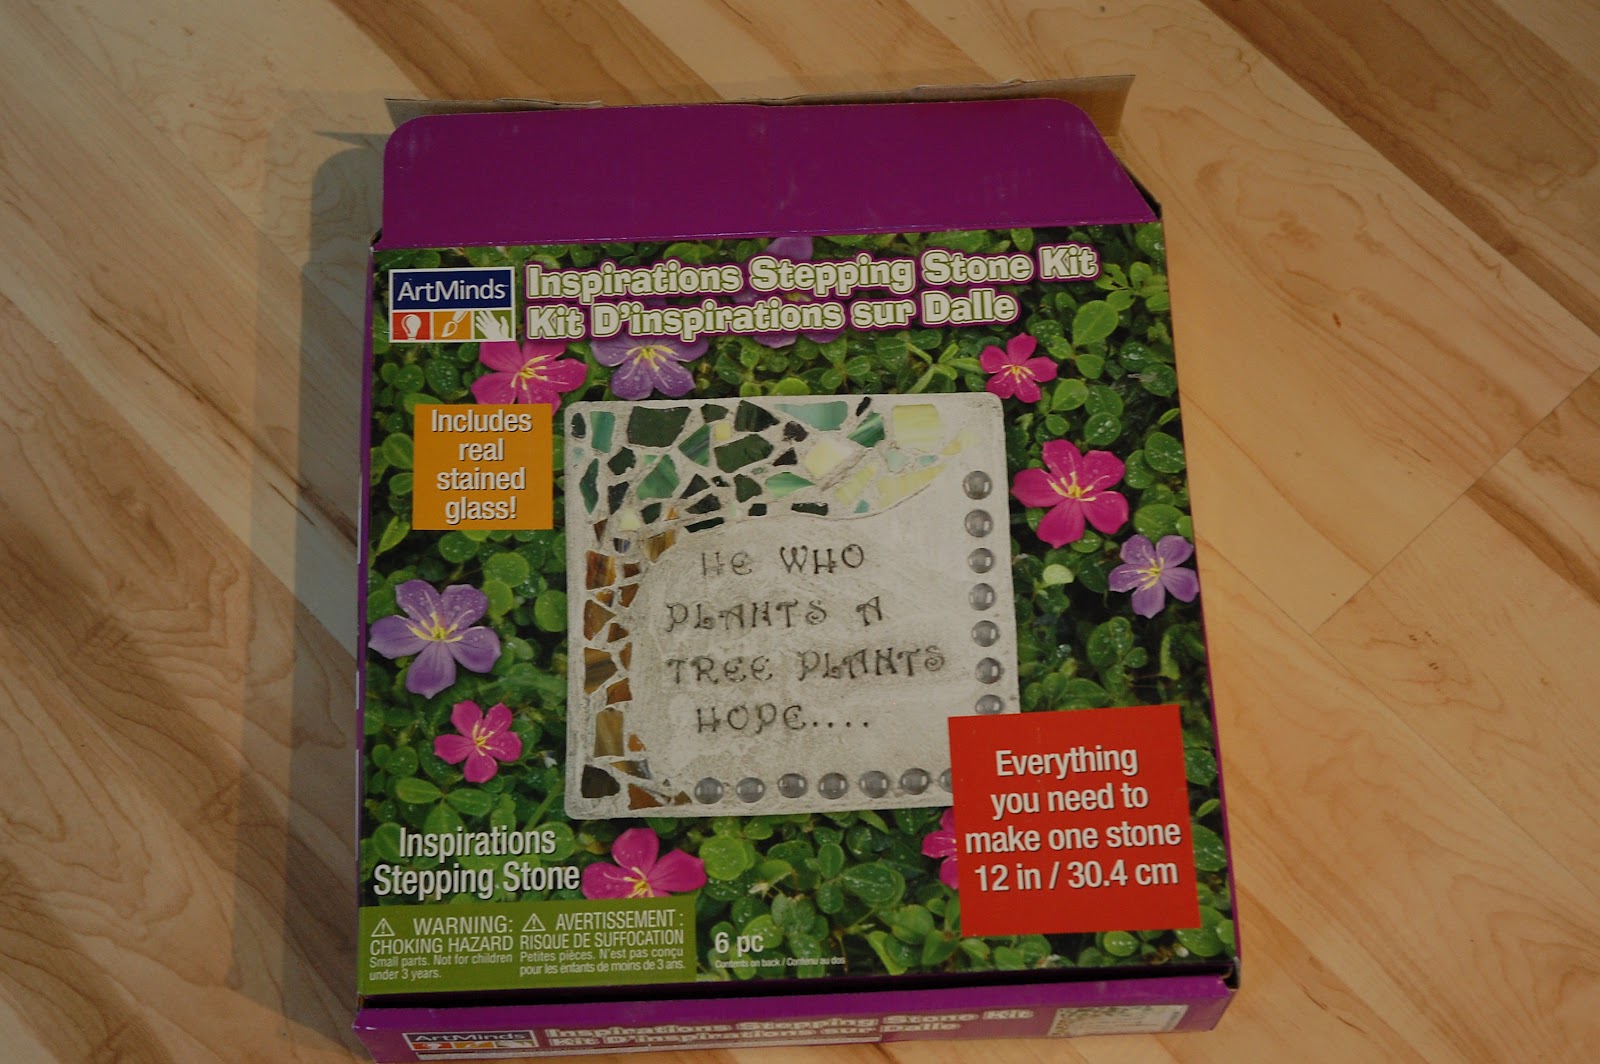 ArtMinds
Inspirations Stepping Stone Kit
Kit D'inspirations sur Dalle
Includes
real
stained
glass!
HE WHO
PLANTS A
TREE PLANTS
HOPE....
Everything
you need to
make one stone
12 in / 30.4 cm
Inspirations
Stepping Stone
WARNING:
CHOKING HAZARD
Small parts. Not for children
under 3 years.
AVERTISSEMENT :
RISQUE DE SUFFOCATION
Petites pièces. N'est pas conçu
pour les enfants de moins de 3 ans.
6 pc
Contents on back / Contenu au dos
ArtMinds
Inspirations Stepping Stone Kit
Kit D'inspirations sur Dalle